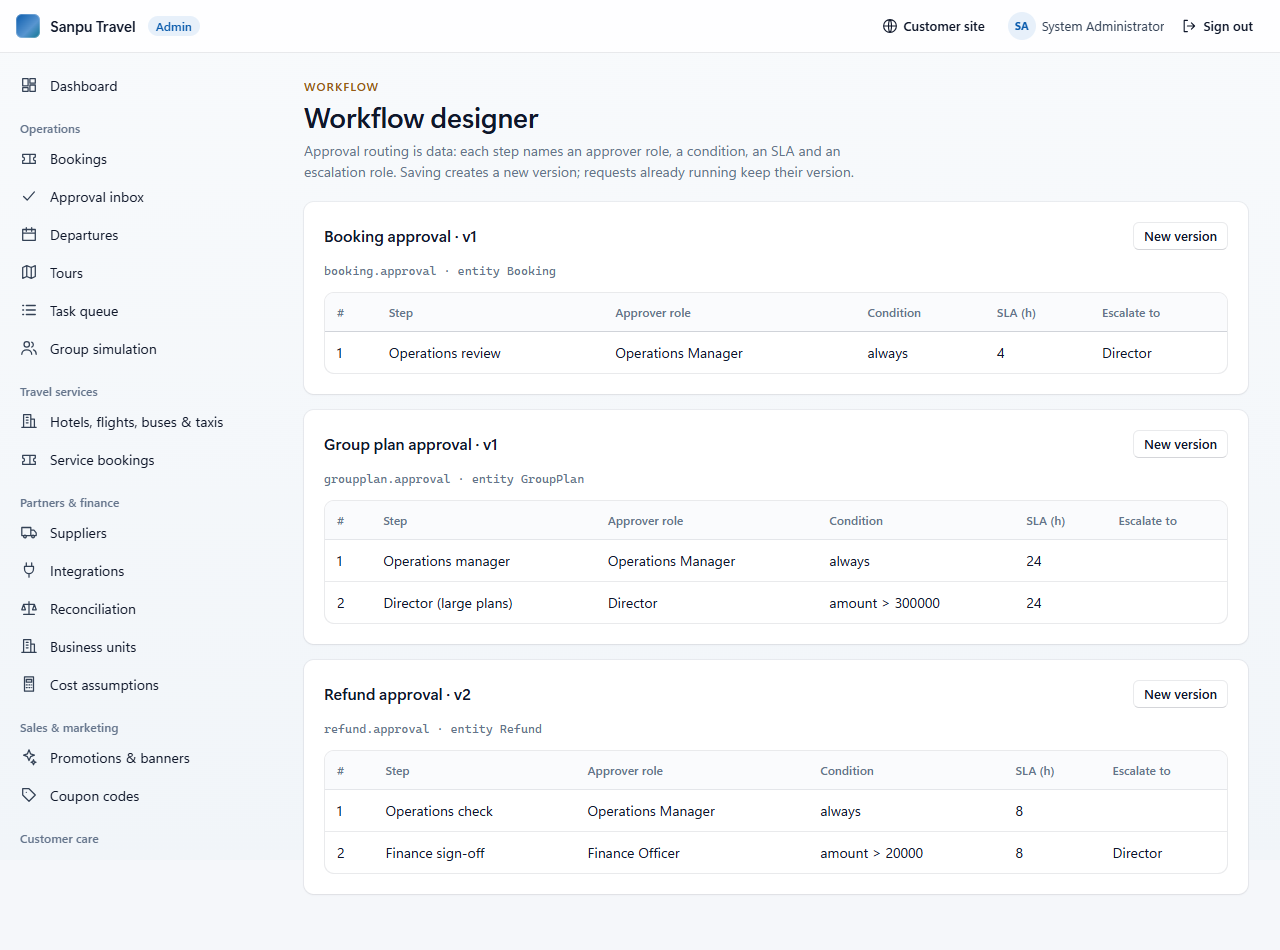 Sanpu Travel Admin Customer site SA System Administrator Sign out
Dashboard
Operations
Bookings
Approval inbox
Departures
Tours
Task queue
Group simulation
Travel services
Hotels, flights, buses & taxis
Service bookings
Partners & finance
Suppliers
Integrations
Reconciliation
Business units
Cost assumptions
Sales & marketing
Promotions & banners
Coupon codes
Customer care
WORKFLOW
Workflow designer
Approval routing is data: each step names an approver role, a condition, an SLA and an
escalation role. Saving creates a new version; requests already running keep their version.
Booking approval · v1 New version
booking.approval · entity Booking
# Step Approver role Condition SLA (h) Escalate to
1 Operations review Operations Manager always 4 Director
Group plan approval · v1 New version
groupplan.approval · entity GroupPlan
# Step Approver role Condition SLA (h) Escalate to
1 Operations manager Operations Manager always 24
2 Director (large plans) Director amount > 300000 24
Refund approval · v2 New version
refund.approval · entity Refund
# Step Approver role Condition SLA (h) Escalate to
1 Operations check Operations Manager always 8
2 Finance sign-off Finance Officer amount > 20000 8 Director